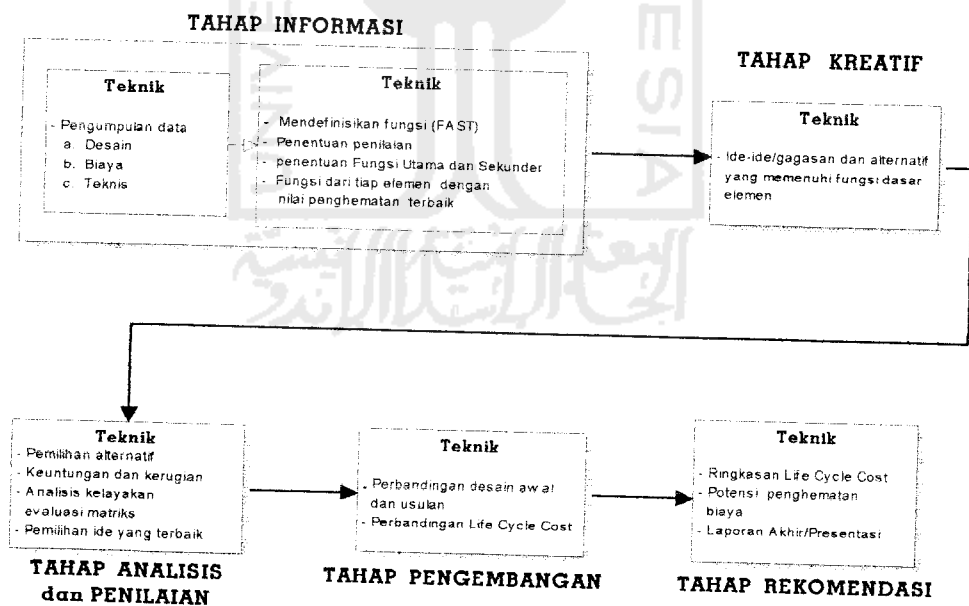 TAHAP INFORMASI
Teknik
- Pengumpulan data
a. Desain
b. Biaya
c. Teknis
Teknik
- Mendefinisikan fungsi (FAST)
- Penentuan penilaian
- penentuan Fungsi Utama dan Sekunder
- Fungsi dari tiap elemen dengan
nilai penghematan terbaik
TAHAP KREATIF
Teknik
- Ide-ide/gagasan dan alternatif
yang memenuhi fungsi dasar
elemen
Teknik
- Pemilihan alternatif
- Keuntungan dan kerugian
- Analisis kelayakan
evaluasi matriks
- Pemilihan ide yang terbaik
TAHAP ANALISIS
dan PENILAIAN
Teknik
- Perbandingan desain awal
dan usulan
- Perbandingan Life Cycle Cost
TAHAP PENGEMBANGAN
Teknik
- Ringkasan Life Cycle Cost
- Potensi penghematan
biaya
- Laporan Akhir/Presentasi
TAHAP REKOMENDASI
ESIA